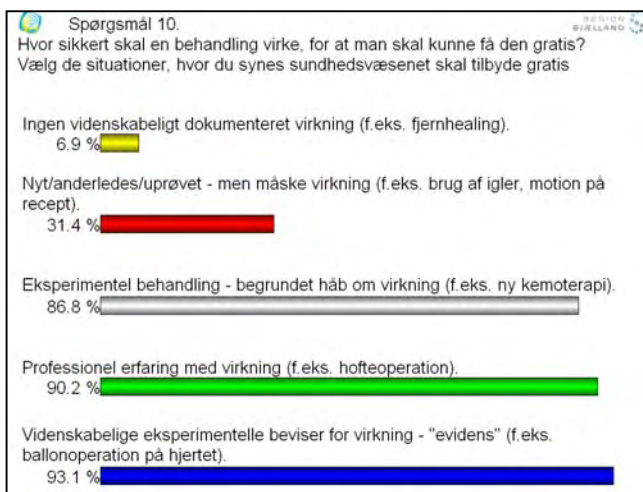 Spørgsmål 10.
REGION
SJÆLLAND
Hvor sikkert skal en behandling virke, for at man skal kunne få den gratis?
Vælg de situationer, hvor du synes sundhedsvæsenet skal tilbyde gratis
Ingen videnskabeligt dokumenteret virkning (f.eks. fjernhealing).
6.9 %
Nyt/anderledes/uprøvet - men måske virkning (f.eks. brug af igler, motion på
recept).
31.4 %
Eksperimentel behandling - begrundet håb om virkning (f.eks. ny kemoterapi).
86.8 %
Professionel erfaring med virkning (f.eks. hofteoperation).
90.2 %
Videnskabelige eksperimentelle beviser for virkning - "evidens" (f.eks.
ballonoperation på hjertet).
93.1 %